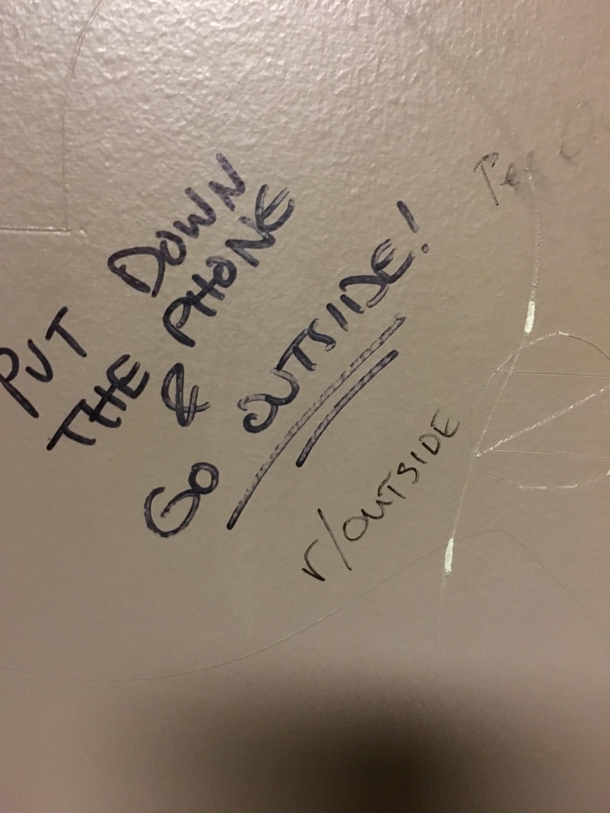 PUT DOWN
THE PHONE
&
GO OUTSIDE!
r/OUTSIDE